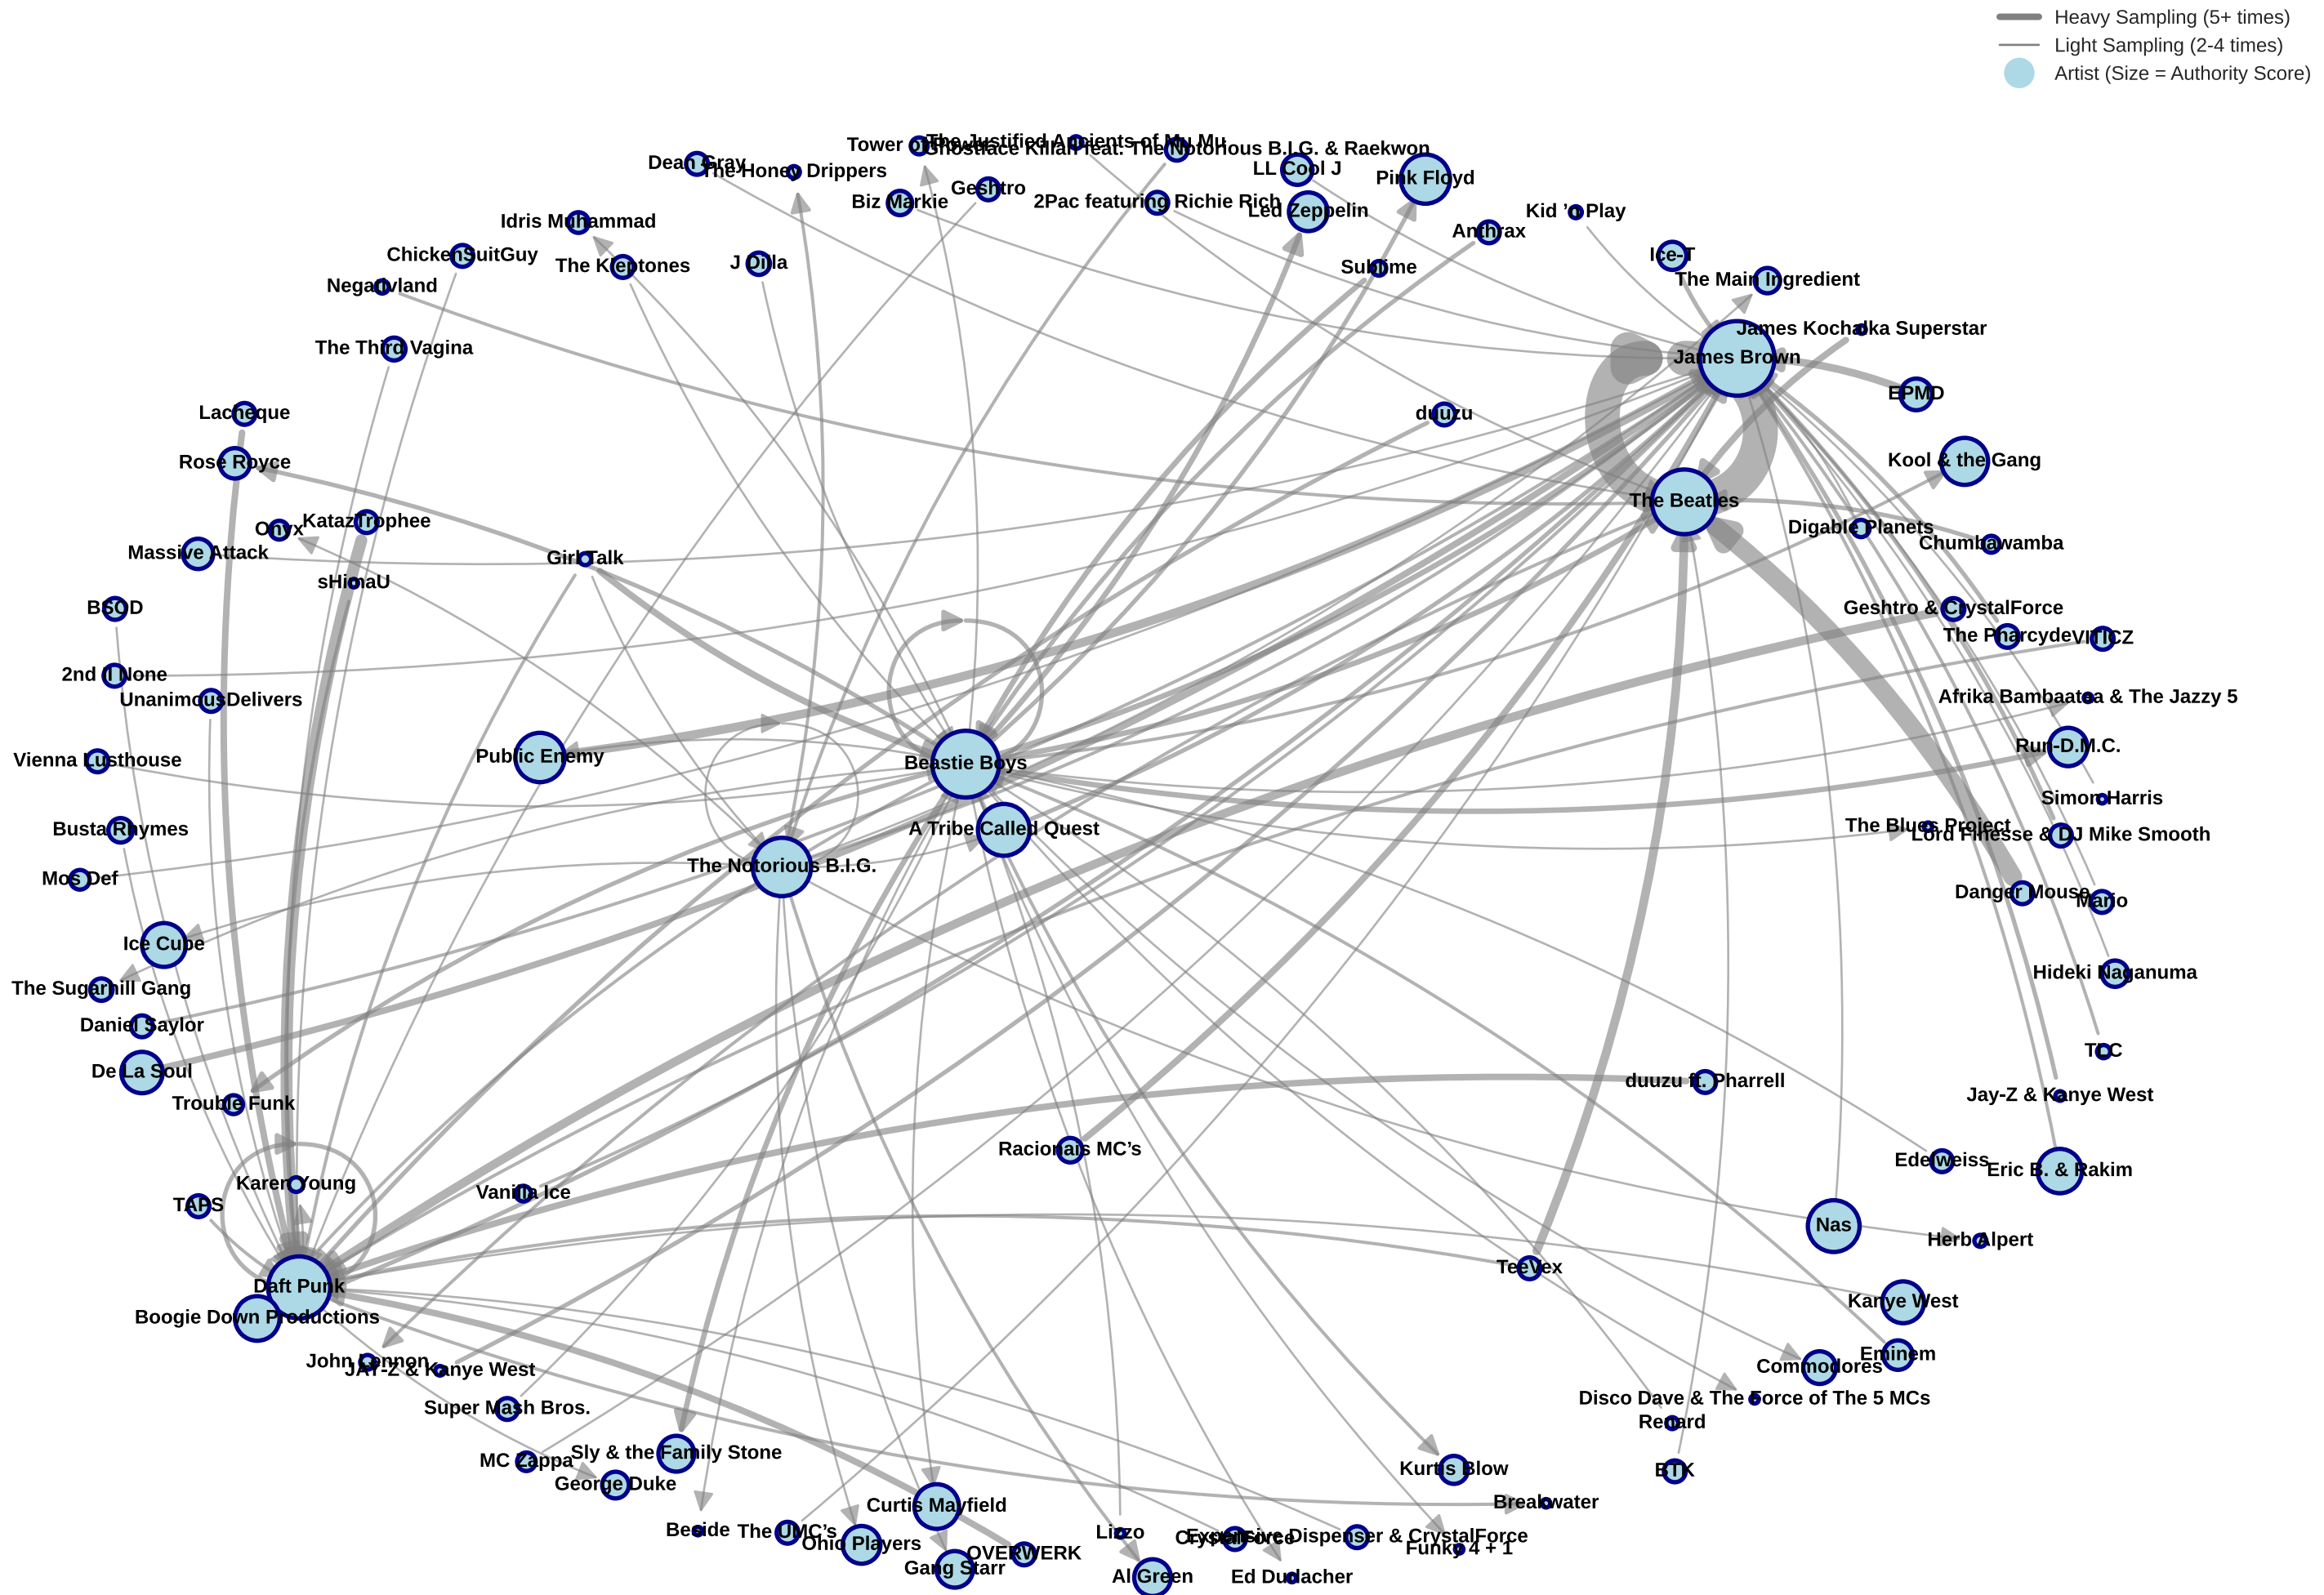 Heavy Sampling (5+ times)
Light Sampling (2-4 times)
Artist (Size = Authority Score)
Tower of Power
The Justified Ancients of Mu Mu
Ghostface Killah feat. The Notorious B.I.G. & Raekwon
Dean Gray
The Honey Drippers
LL Cool J
Pink Floyd
Biz Markie
Geshtro
2Pac featuring Richie Rich
Led Zeppelin
Kid ’n Play
Idris Muhammad
Anthrax
ChickenSuitGuy
The Kleptones
J Dilla
Sublime
Ice-T
The Main Ingredient
Negativland
James Kochalka Superstar
The Third Vagina
James Brown
EPMD
Lacheque
duuzu
Rose Royce
Kool & the Gang
The Beatles
Onyx
KatazTrophee
Digable Planets
Massive Attack
Girl Talk
Chumbawamba
sHimaU
BSOD
Geshtro & CrystalForce
The Pharcyde
VITICZ
2nd II None
UnanimousDelivers
Afrika Bambaataa & The Jazzy 5
Run-D.M.C.
Vienna Lusthouse
Public Enemy
Beastie Boys
Simon Harris
Busta Rhymes
A Tribe Called Quest
The Blues Project
Lord Finesse & DJ Mike Smooth
Mos Def
The Notorious B.I.G.
Danger Mouse
Mario
Ice Cube
Hideki Naganuma
The Sugarhill Gang
Daniel Saylor
TLC
De La Soul
duuzu ft. Pharrell
Jay-Z & Kanye West
Trouble Funk
Racionais MC’s
Edelweiss
Eric B. & Rakim
Karen Young
Vanilla Ice
TAPS
Nas
Herb Alpert
TeeVex
Daft Punk
Kanye West
Boogie Down Productions
John Lennon
JAY-Z & Kanye West
Eminem
Commodores
Disco Dave & The Force of The 5 MCs
Super Mash Bros.
Renard
MC Zappa
Sly & the Family Stone
George Duke
Kurtis Blow
BTK
Curtis Mayfield
Breakwater
Beside
The UMC’s
Ohio Players
Lizzo
CrystalForce
Expensive Dispenser & CrystalForce
Funky 4 + 1
OVERWERK
Gang Starr
Al Green
Ed Durlacher